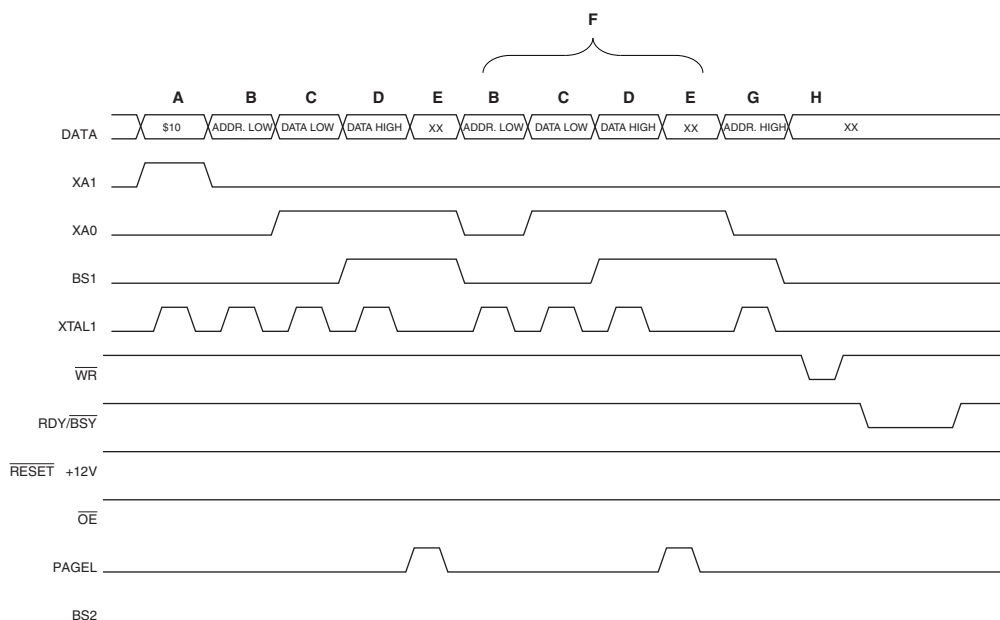 F
A B C D E B C D E G H
DATA $10 ADDR. LOW DATA LOW DATA HIGH XX ADDR. LOW DATA LOW DATA HIGH XX ADDR. HIGH XX
XA1
XA0
BS1
XTAL1
WR
RDY/BSY
RESET +12V
OE
PAGEL
BS2